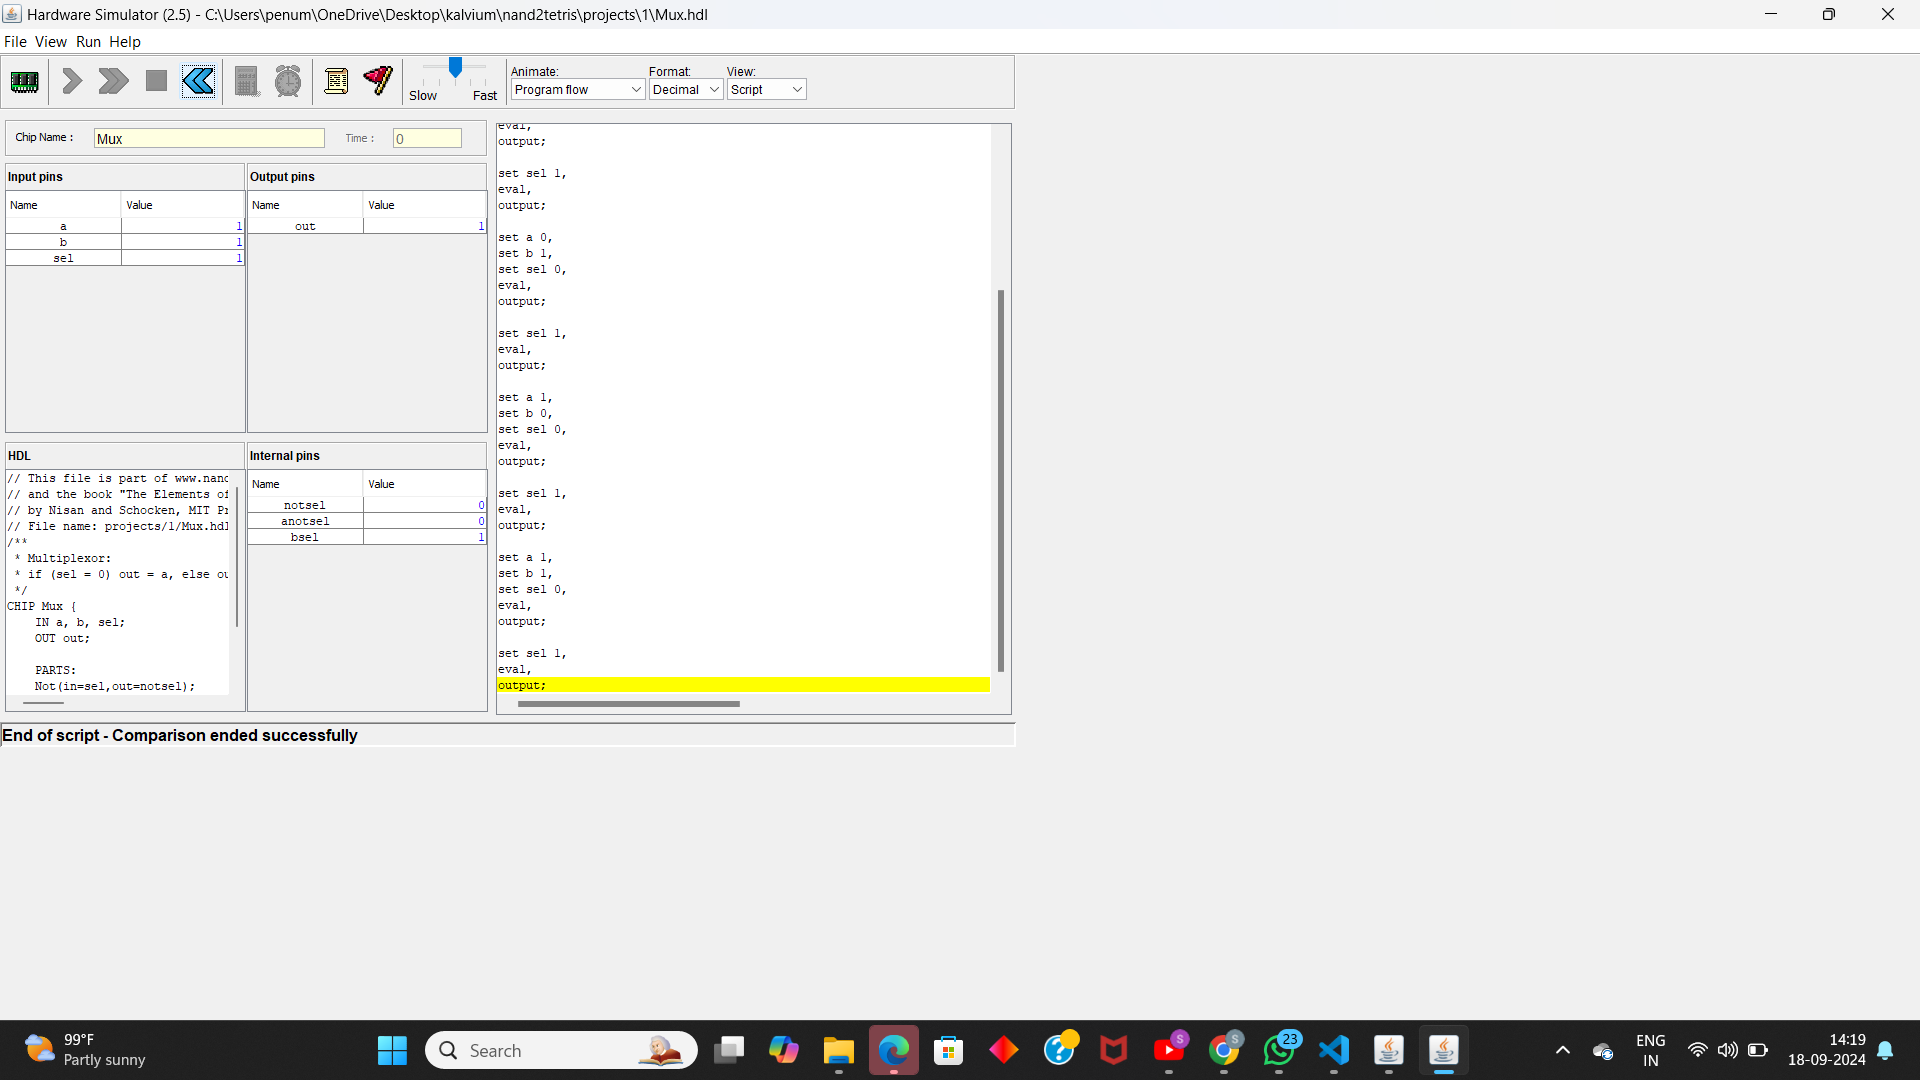 Hardware Simulator (2.5) - C:\Users\penum\OneDrive\Desktop\kalvium\nand2tetris\projects\1\Mux.hdl
File View Run Help
Slow Fast
Animate:
Program flow
Format:
Decimal
View:
Script
Chip Name :
Mux
Time :
0
Input pins
Name Value
a 1
b 1
sel 1
Output pins
Name Value
out 1
HDL
// This file is part of www.nand
// and the book "The Elements of
// by Nisan and Schocken, MIT Pr
// File name: projects/1/Mux.hdl
/**
* Multiplexor:
* if (sel = 0) out = a, else ou
*/
CHIP Mux {
IN a, b, sel;
OUT out;
PARTS:
Not(in=sel,out=notsel);
Internal pins
Name Value
notsel 0
anotsel 0
bsel 1
eval,
output;
set sel 1,
eval,
output;
set a 0,
set b 1,
set sel 0,
eval,
output;
set sel 1,
eval,
output;
set a 1,
set b 0,
set sel 0,
eval,
output;
set sel 1,
eval,
output;
set a 1,
set b 1,
set sel 0,
eval,
output;
set sel 1,
eval,
output;
End of script - Comparison ended successfully
99°F
Partly sunny
Search
S
S
23
ENG
IN
14:19
18-09-2024